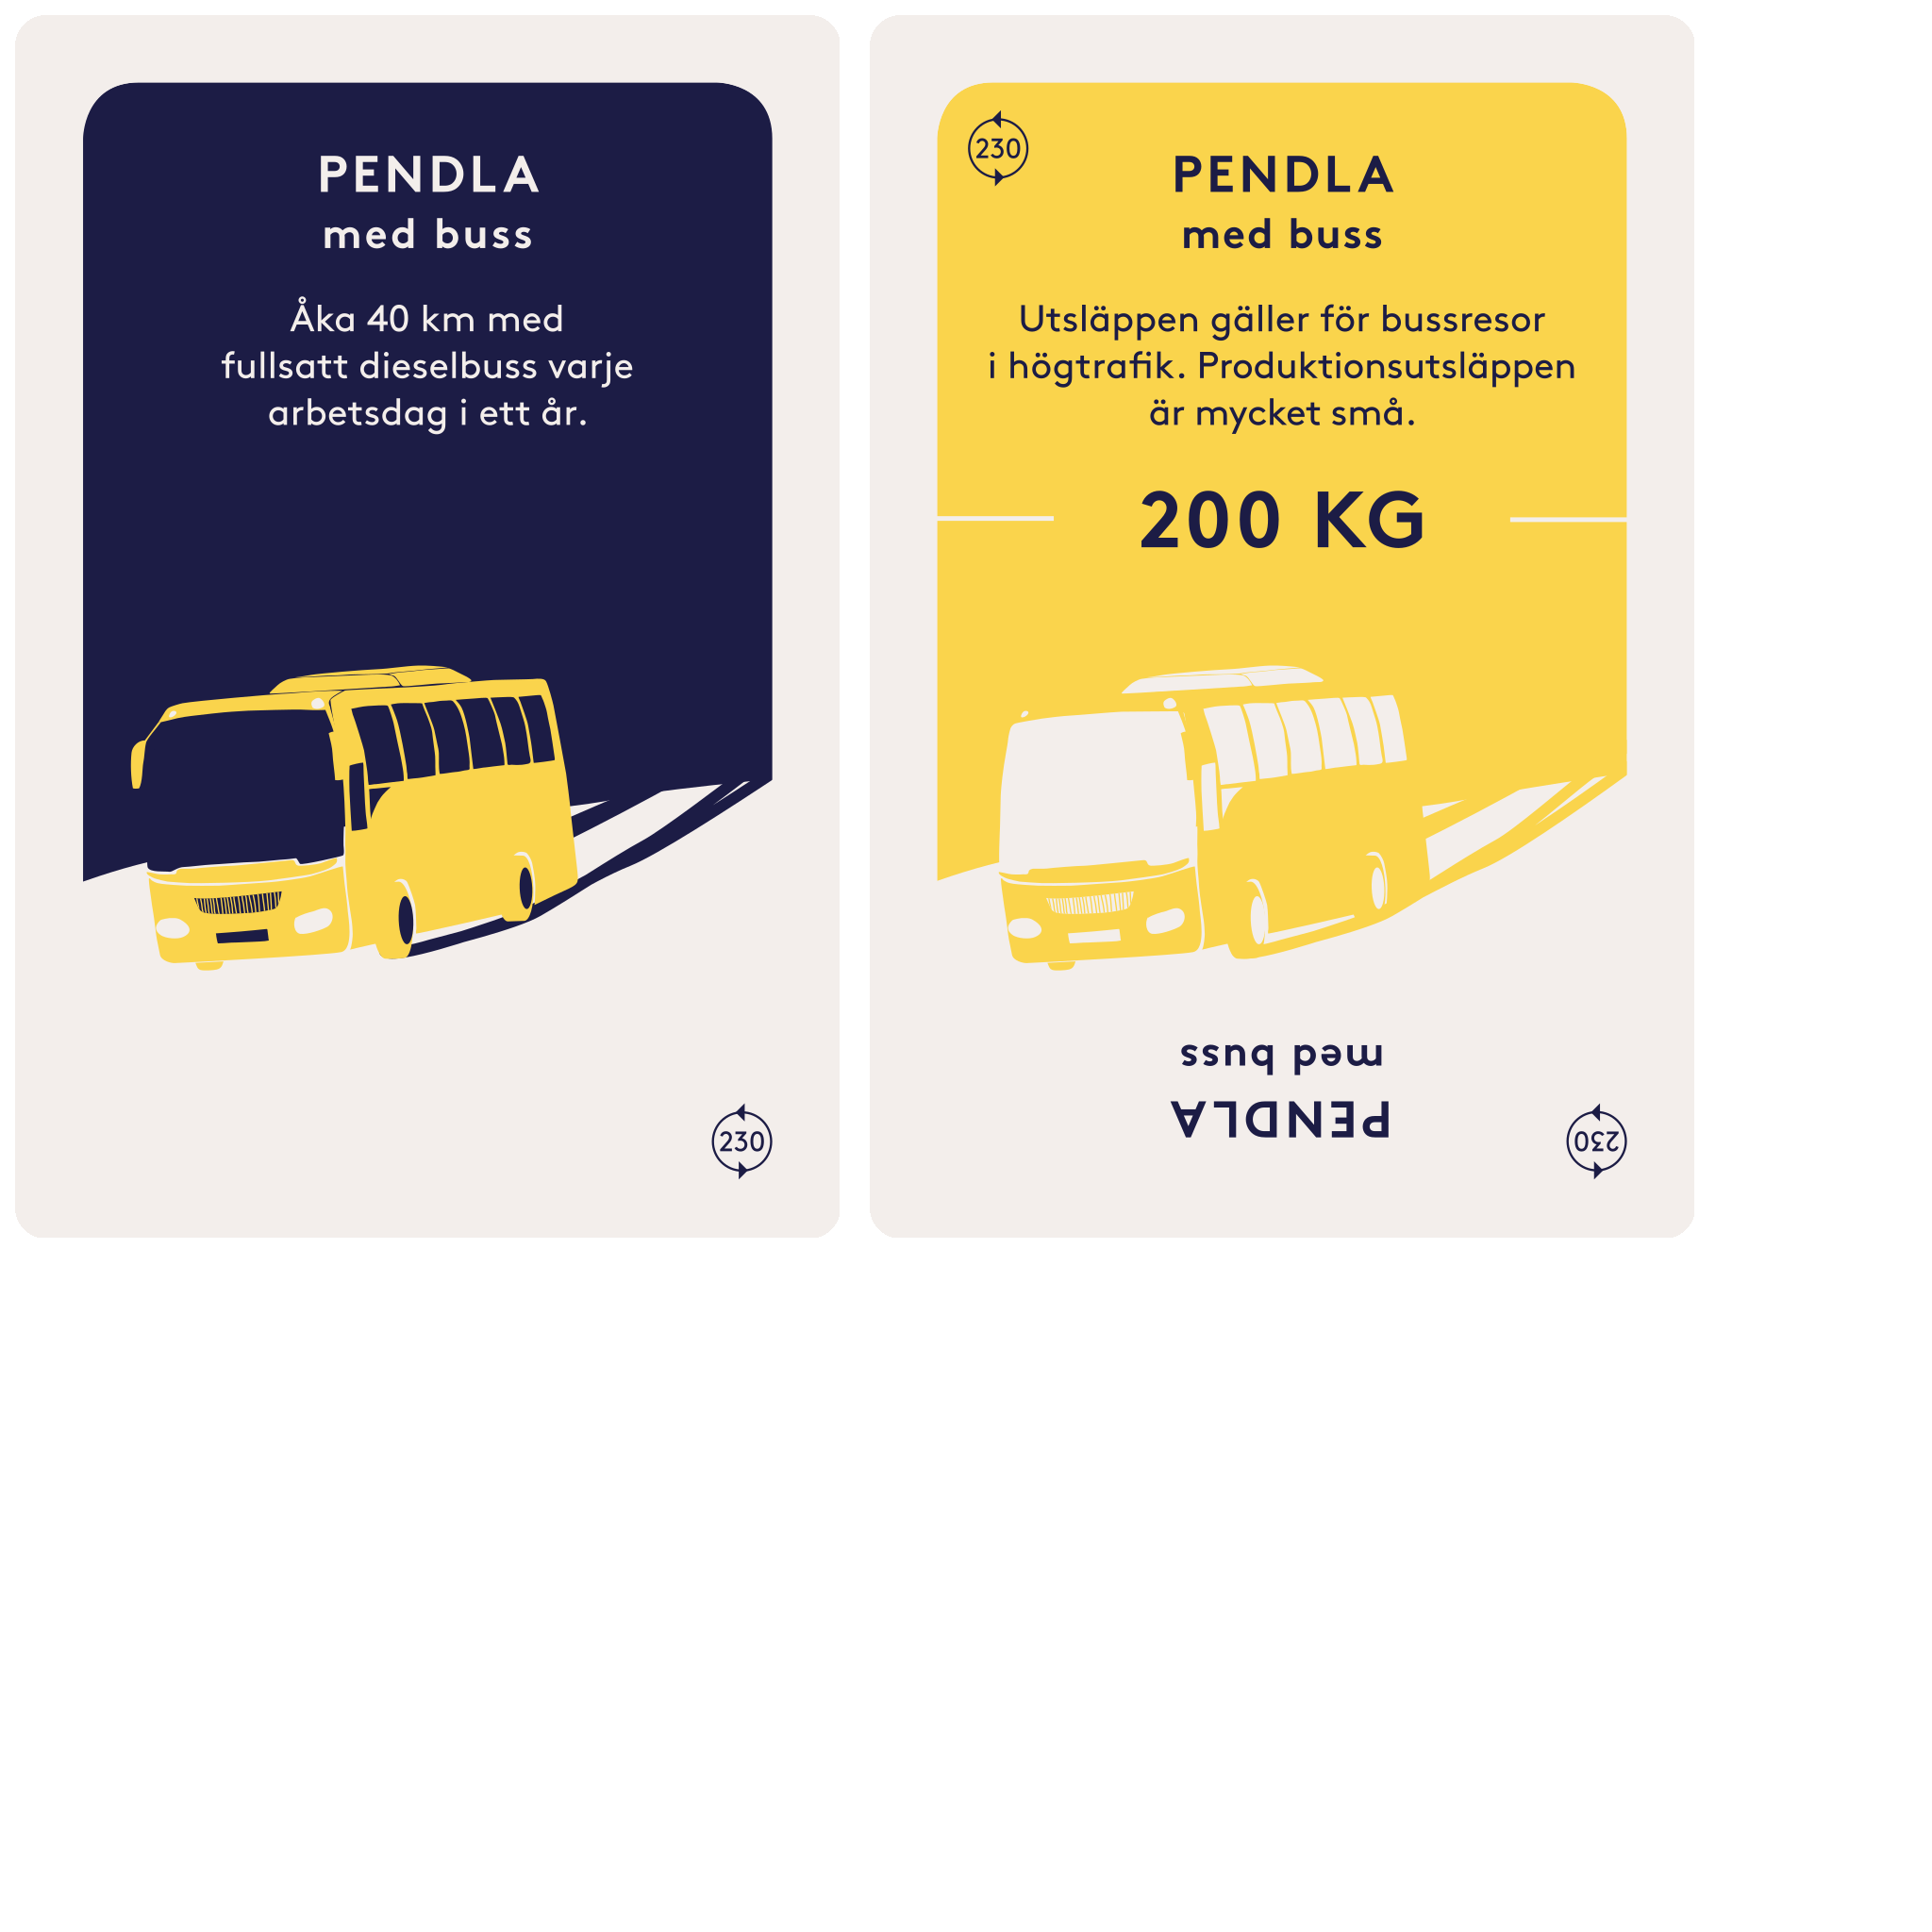 PENDLA
med buss
Åka 40 km med
fullsatt dieselbuss varje
arbetsdag i ett år.
230
230
PENDLA
med buss
Utsläppen gäller för bussresor
i högtrafik. Produktionsutsläppen
är mycket små.
200 KG
med buss
PENDLA
230